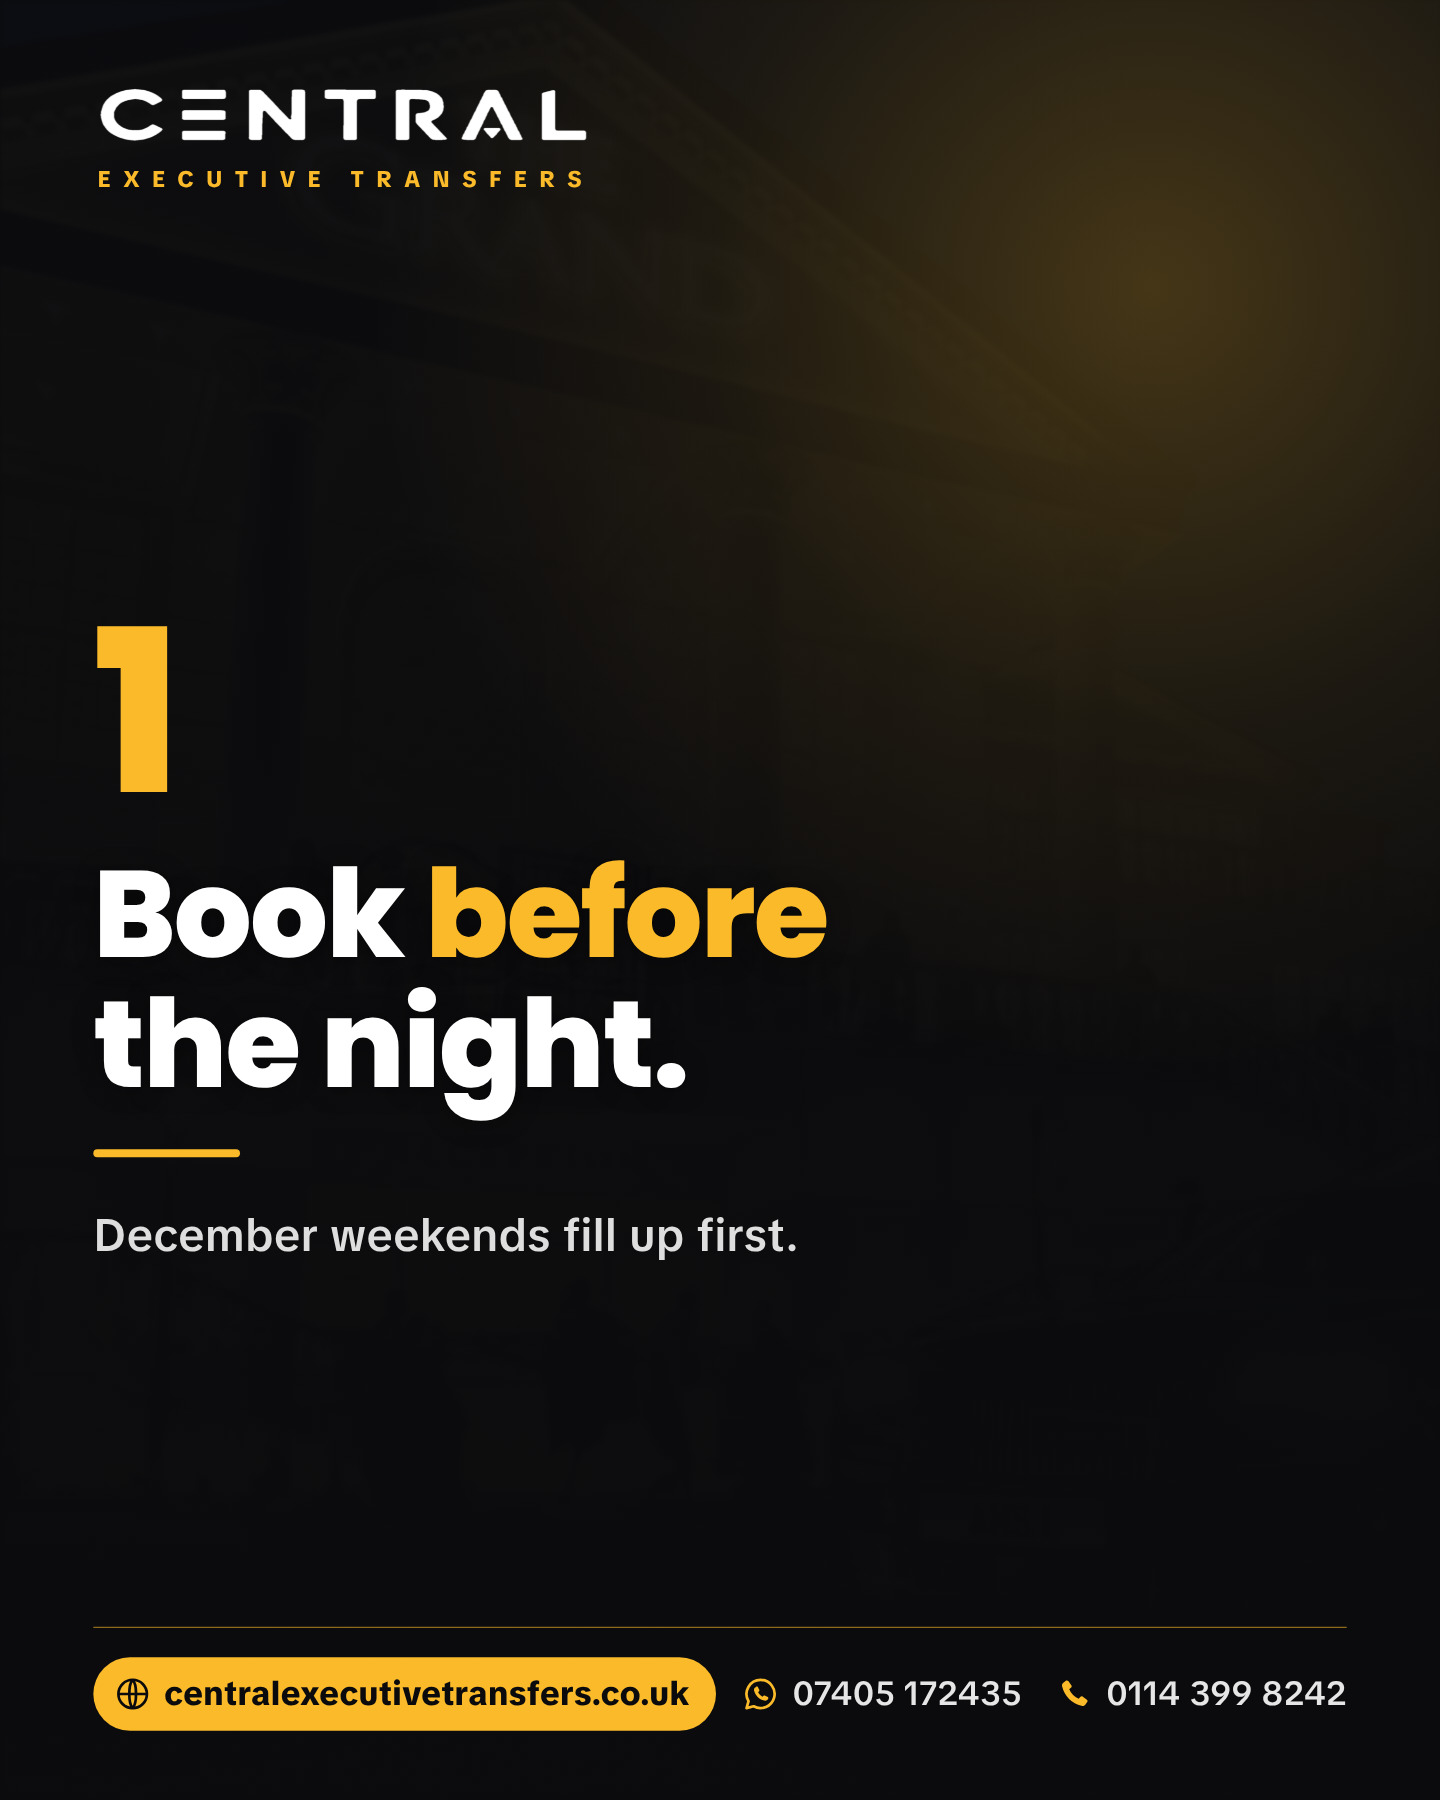 CENTRAL
EXECUTIVE TRANSFERS
GRAND
1
Book before
the night.
December weekends fill up first.
centralexecutivetransfers.co.uk 07405 172435 0114 399 8242